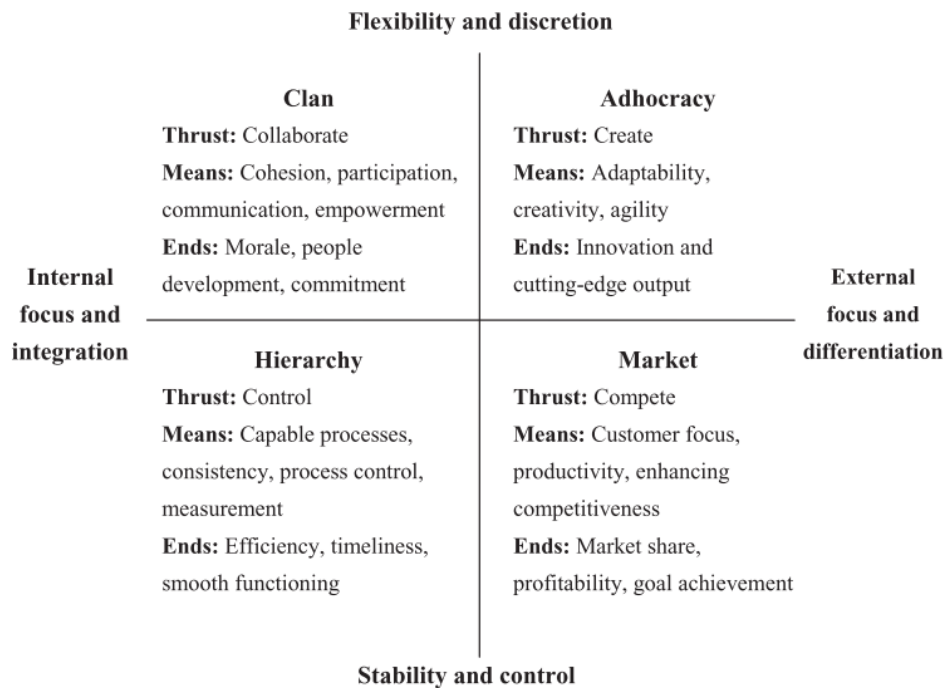 Flexibility and discretion
Clan
Thrust: Collaborate
Means: Cohesion, participation,
communication, empowerment
Ends: Morale, people
development, commitment
Adhocracy
Thrust: Create
Means: Adaptability,
creativity, agility
Ends: Innovation and
cutting-edge output
Internal
focus and
integration
External
focus and
differentiation
Hierarchy
Thrust: Control
Means: Capable processes,
consistency, process control,
measurement
Ends: Efficiency, timeliness,
smooth functioning
Market
Thrust: Compete
Means: Customer focus,
productivity, enhancing
competitiveness
Ends: Market share,
profitability, goal achievement
Stability and control